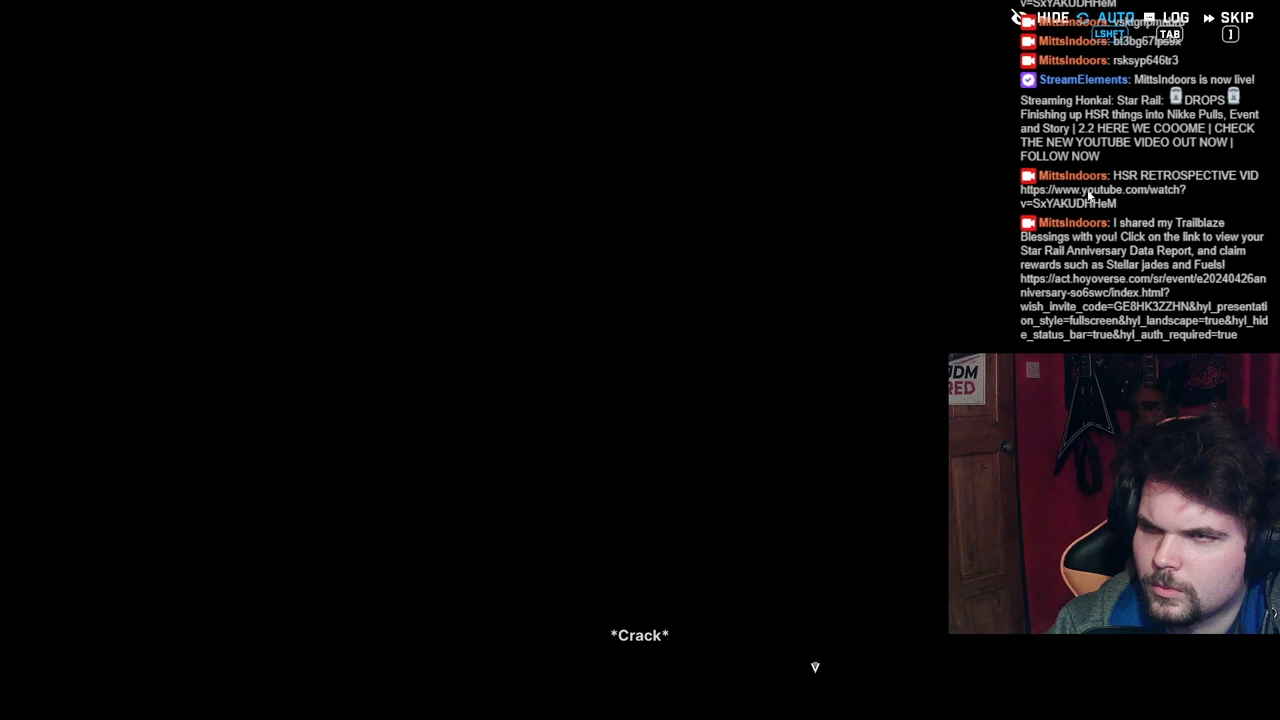 v=SxYAKUDHHeM
HIDE AUTO LOG SKIP
LSHFT TAB ]
MittsIndoors:
MittsIndoors: bt3bg67lps9x
MittsIndoors: rsksyp646tr3
StreamElements: MittsIndoors is now live!
Streaming Honkai: Star Rail: DROPS
Finishing up HSR things into Nikke Pulls, Event
and Story | 2.2 HERE WE COOOME | CHECK
THE NEW YOUTUBE VIDEO OUT NOW |
FOLLOW NOW
MittsIndoors: HSR RETROSPECTIVE VID
https://www.youtube.com/watch?
v=SxYAKUDHHeM
MittsIndoors: I shared my Trailblaze
Blessings with you! Click on the link to view your
Star Rail Anniversary Data Report, and claim
rewards such as Stellar jades and Fuels!
https://act.hoyoverse.com/sr/event/e20240426an
niversary-so6swc/index.html?
wish_invite_code=GE8HK3ZZHN&hyl_presentati
on_style=fullscreen&hyl_landscape=true&hyl_hid
e_status_bar=true&hyl_auth_required=true
JDM
RED
*Crack*